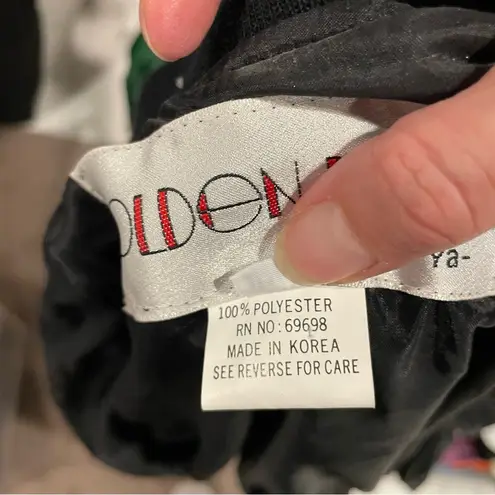 OLDEN
Ya-
100% POLYESTER
RN NO: 69698
MADE IN KOREA
SEE REVERSE FOR CARE